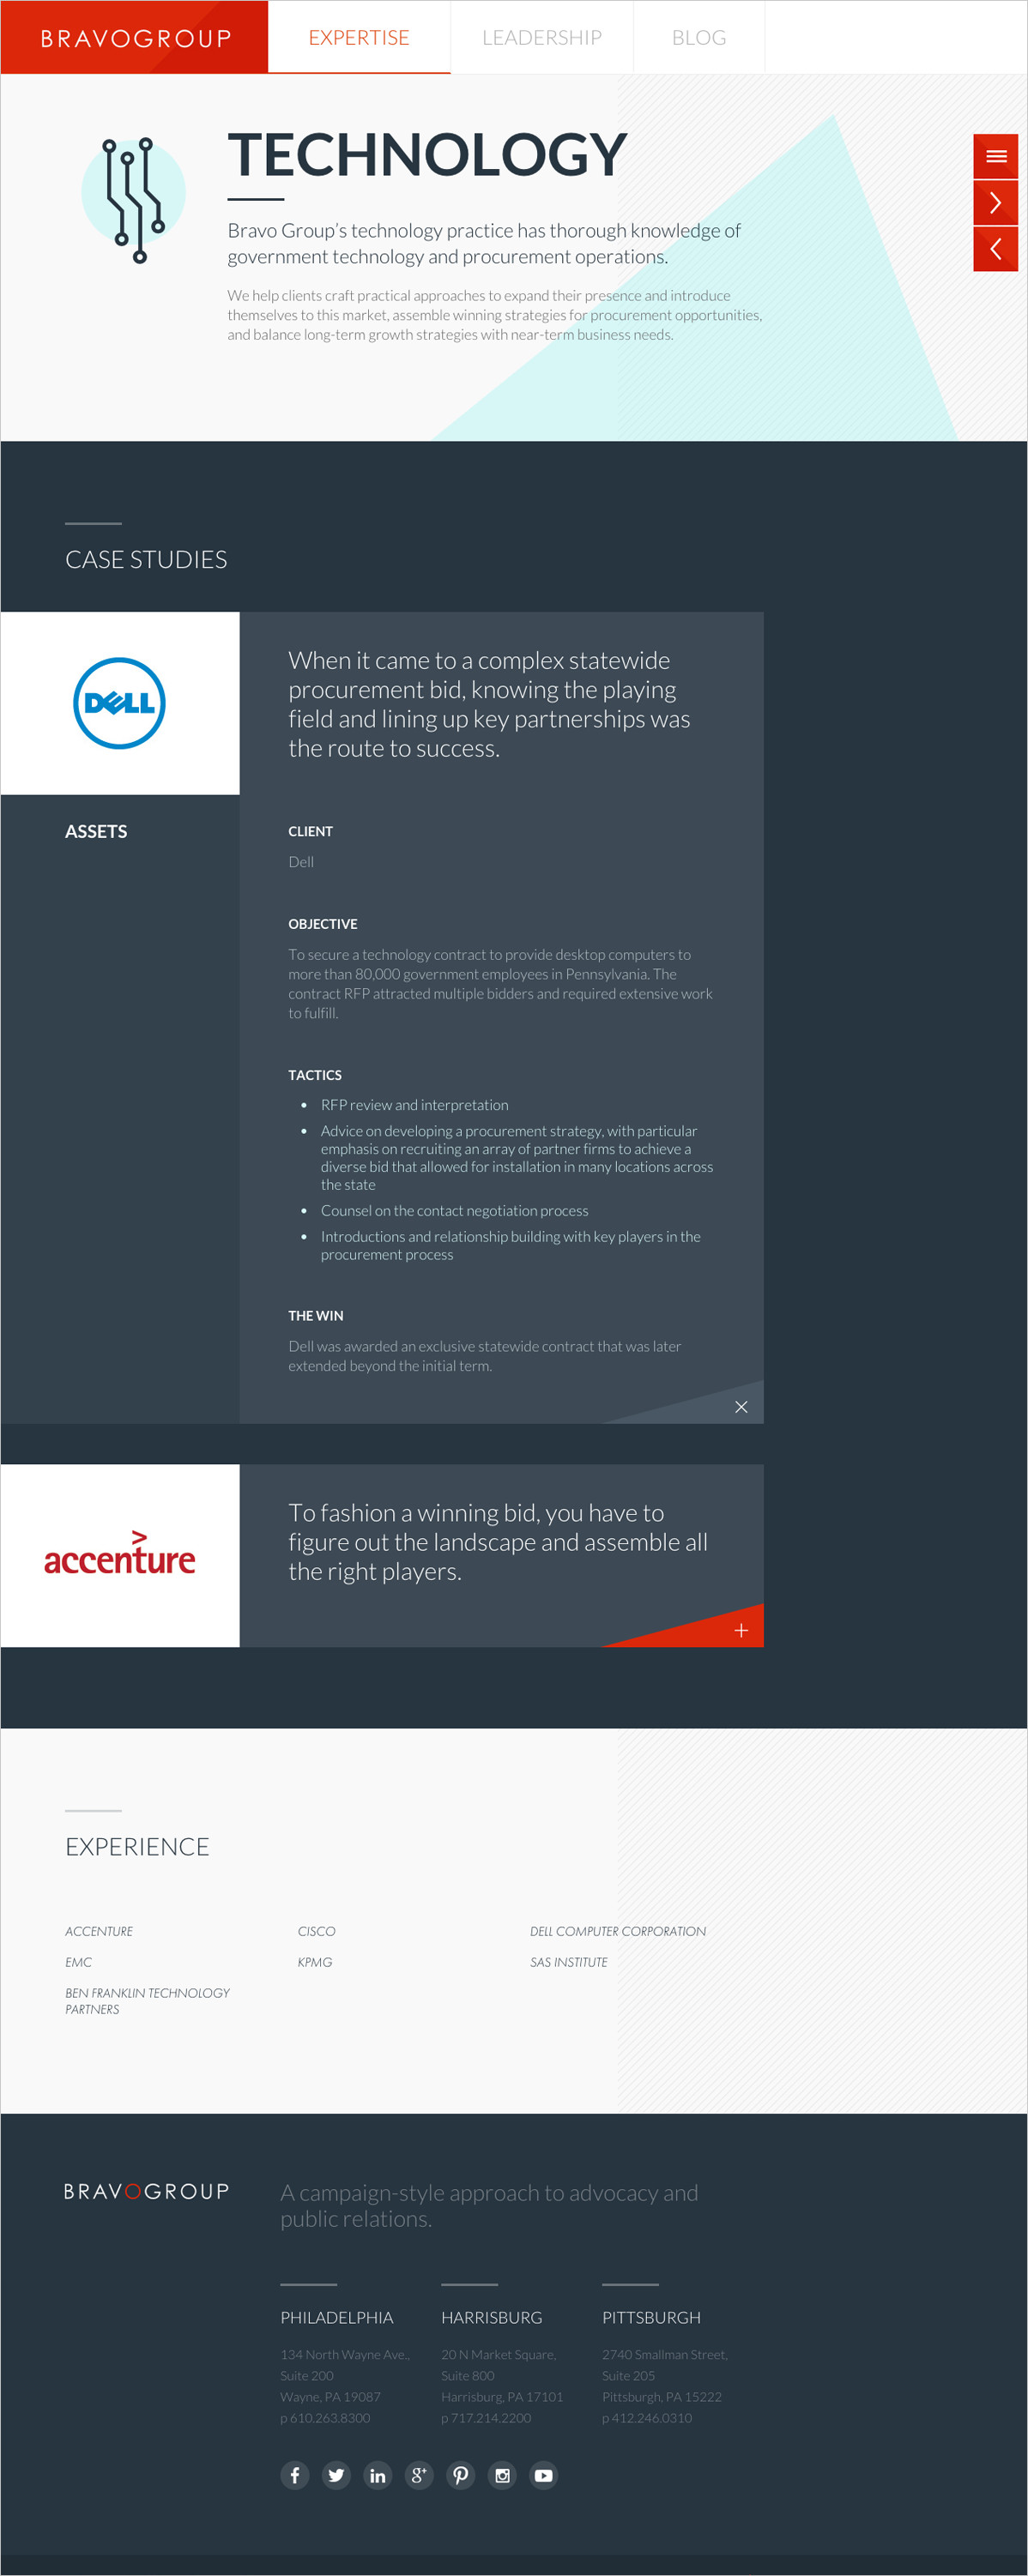 BRAVOGROUP
EXPERTISE
LEADERSHIP
BLOG
TECHNOLOGY
Bravo Group’s technology practice has thorough knowledge of
government technology and procurement operations.
We help clients craft practical approaches to expand their presence and introduce
themselves to this market, assemble winning strategies for procurement opportunities,
and balance long-term growth strategies with near-term business needs.
CASE STUDIES
DELL
When it came to a complex statewide
procurement bid, knowing the playing
field and lining up key partnerships was
the route to success.
ASSETS
CLIENT
Dell
OBJECTIVE
To secure a technology contract to provide desktop computers to
more than 80,000 government employees in Pennsylvania. The
contract RFP attracted multiple bidders and required extensive work
to fulfill.
TACTICS
• RFP review and interpretation
• Advice on developing a procurement strategy, with particular
emphasis on recruiting an array of partner firms to achieve a
diverse bid that allowed for installation in many locations across
the state
• Counsel on the contact negotiation process
• Introductions and relationship building with key players in the
procurement process
THE WIN
Dell was awarded an exclusive statewide contract that was later
extended beyond the initial term.
accenture
To fashion a winning bid, you have to
figure out the landscape and assemble all
the right players.
EXPERIENCE
ACCENTURE
CISCO
DELL COMPUTER CORPORATION
EMC
KPMG
SAS INSTITUTE
BEN FRANKLIN TECHNOLOGY
PARTNERS
BRAVOGROUP
A campaign-style approach to advocacy and
public relations.
PHILADELPHIA
134 North Wayne Ave.,
Suite 200
Wayne, PA 19087
p 610.263.8300
HARRISBURG
20 N Market Square,
Suite 800
Harrisburg, PA 17101
p 717.214.2200
PITTSBURGH
2740 Smallman Street,
Suite 205
Pittsburgh, PA 15222
p 412.246.0310